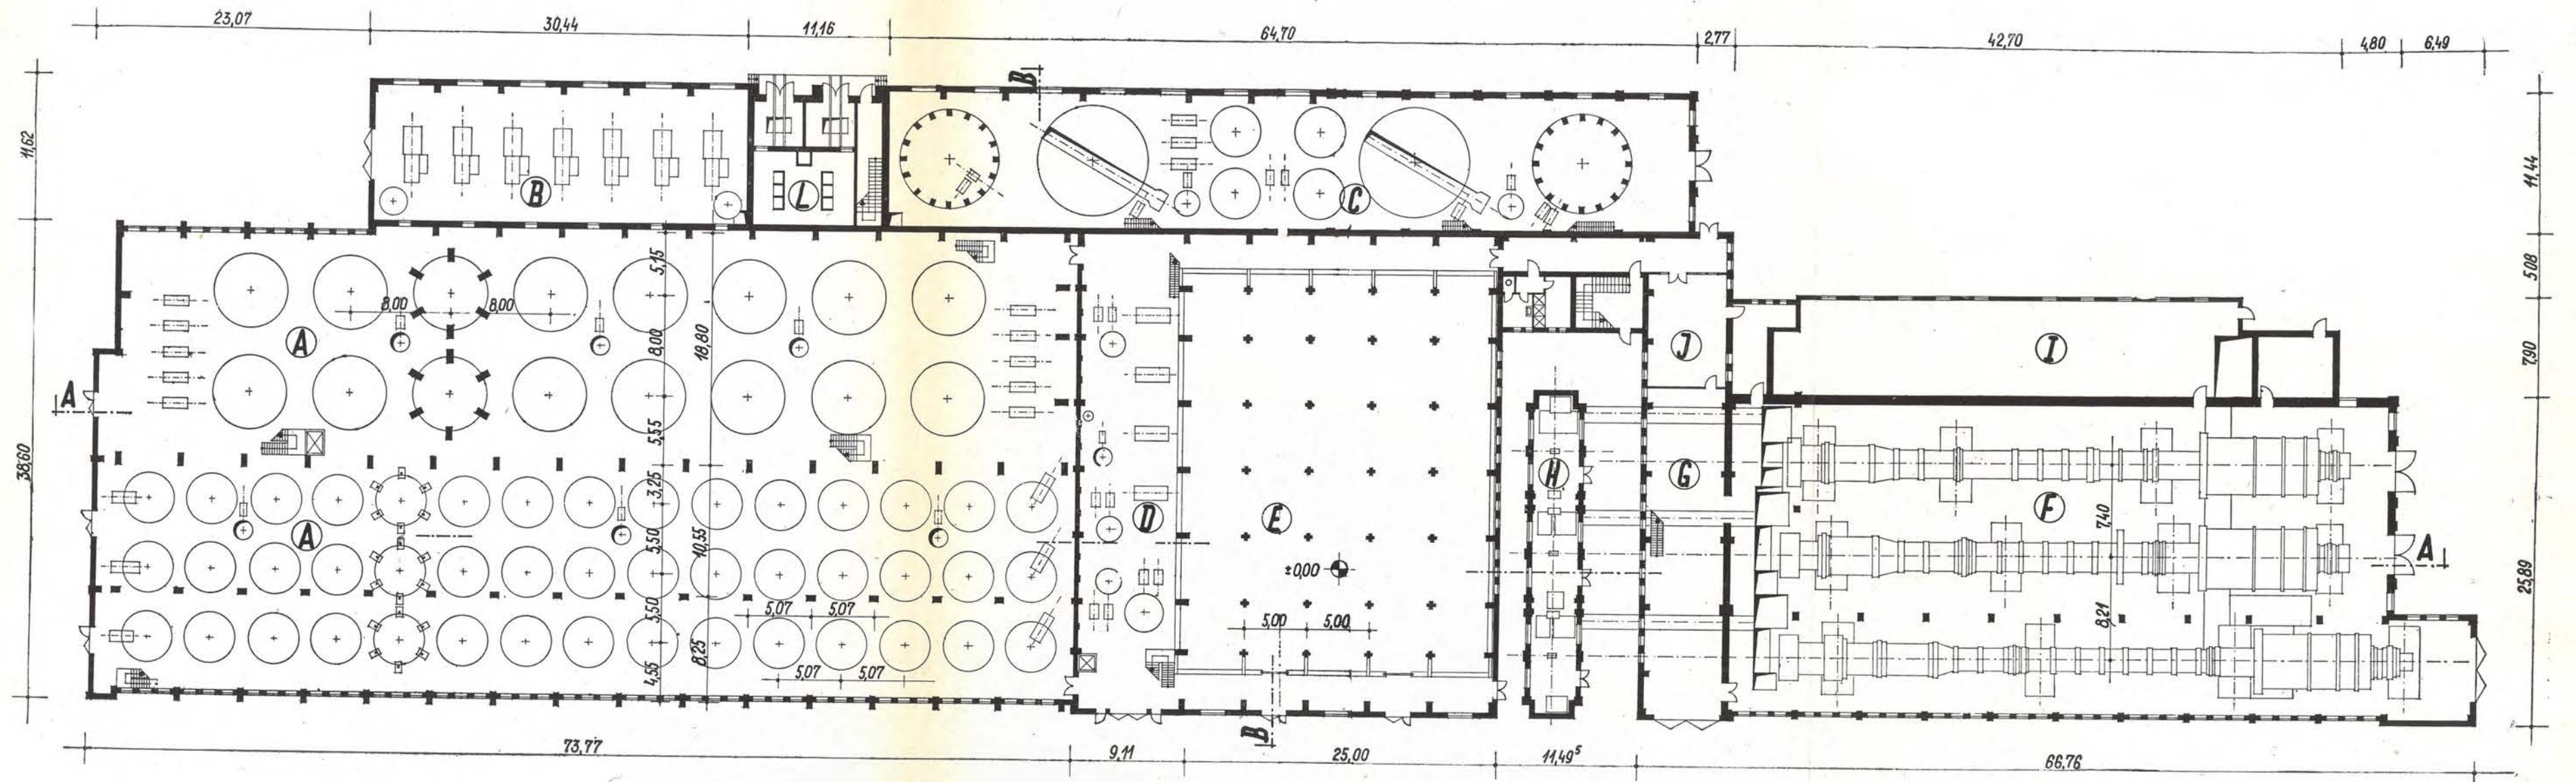 23,07 30,44 11,16 64,70 2,77 42,70 4,80 6,49
B
11,62
B L C
11,44
5,15
5,08
8,00 8,00
A
8,00 18,80
J I
7,90
A
5,55
38,60
3,25
H G F
A D E
5,50 10,55
7,40
A
±0,00
25,89
5,07 5,07
5,50
5,00 5,00
8,21
8,25
4,55
5,07 5,07
B
73,77 9,11 25,00 11,49⁵ 66,76